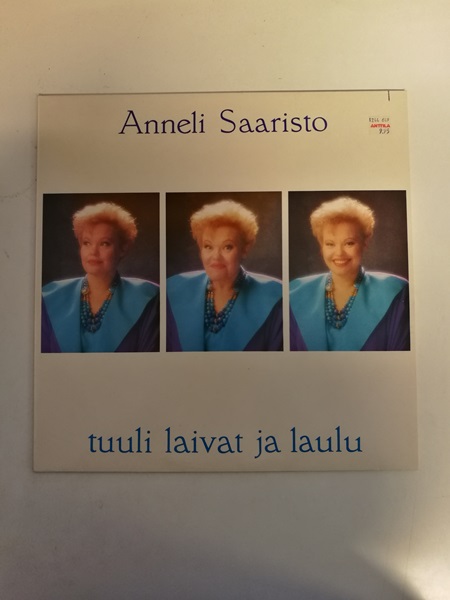 Anneli Saaristo
ANTTILA
tuuli laivat ja laulu